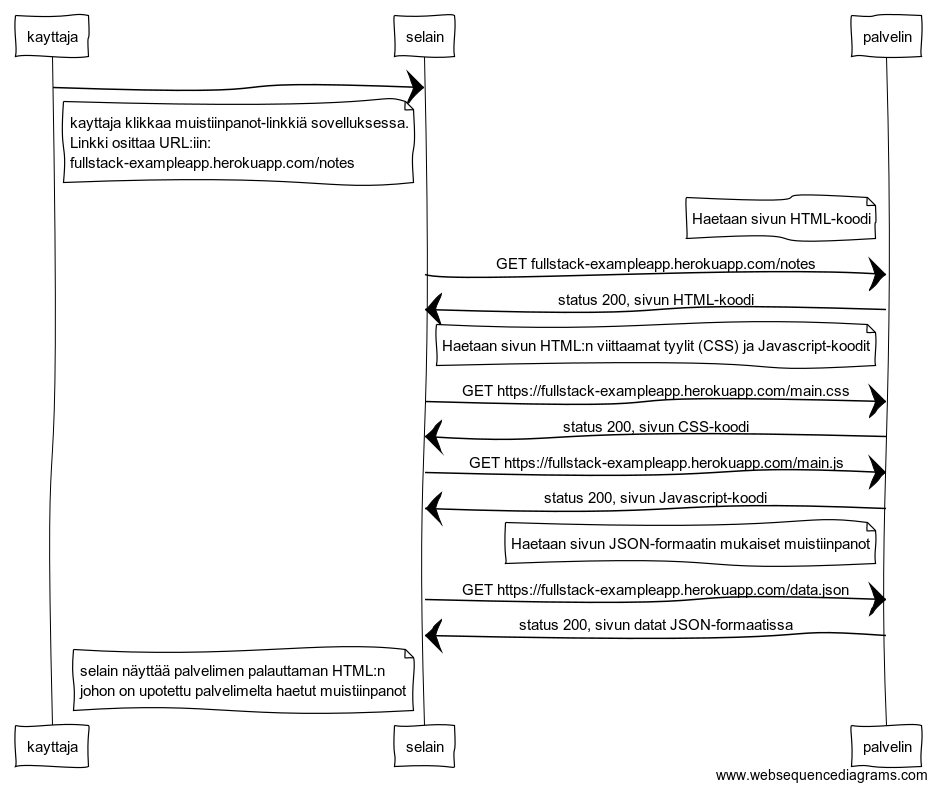 kayttaja
selain
palvelin
kayttaja klikkaa muistiinpanot-linkkiä sovelluksessa.
Linkki osittaa URL:iin:
fullstack-exampleapp.herokuapp.com/notes
Haetaan sivun HTML-koodi
GET fullstack-exampleapp.herokuapp.com/notes
status 200, sivun HTML-koodi
Haetaan sivun HTML:n viittaamat tyylit (CSS) ja Javascript-koodit
GET https://fullstack-exampleapp.herokuapp.com/main.css
status 200, sivun CSS-koodi
GET https://fullstack-exampleapp.herokuapp.com/main.js
status 200, sivun Javascript-koodi
Haetaan sivun JSON-formaatin mukaiset muistiinpanot
GET https://fullstack-exampleapp.herokuapp.com/data.json
status 200, sivun datat JSON-formaatissa
selain näyttää palvelimen palauttaman HTML:n
johon on upotettu palvelimelta haetut muistiinpanot
kayttaja
selain
palvelin
www.websequencediagrams.com